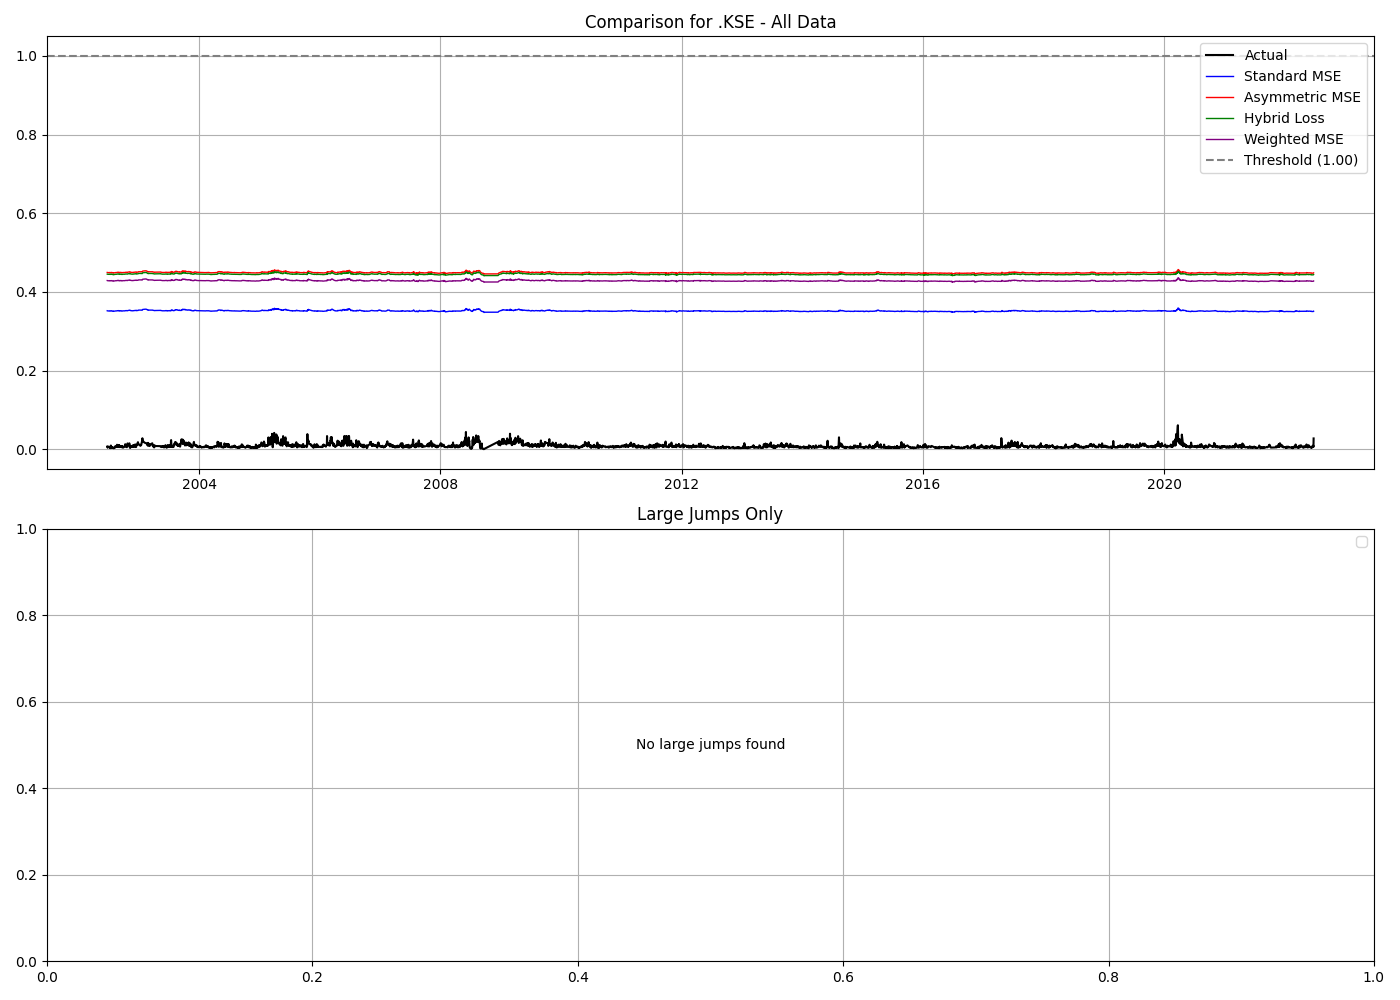 Comparison for .KSE - All Data
1.0
0.8
0.6
0.4
0.2
0.0
Actual
Standard MSE
Asymmetric MSE
Hybrid Loss
Weighted MSE
Threshold (1.00)
2004 2008 2012 2016 2020
Large Jumps Only
1.0
0.8
0.6
0.4
0.2
0.0
No large jumps found
0.0 0.2 0.4 0.6 0.8 1.0